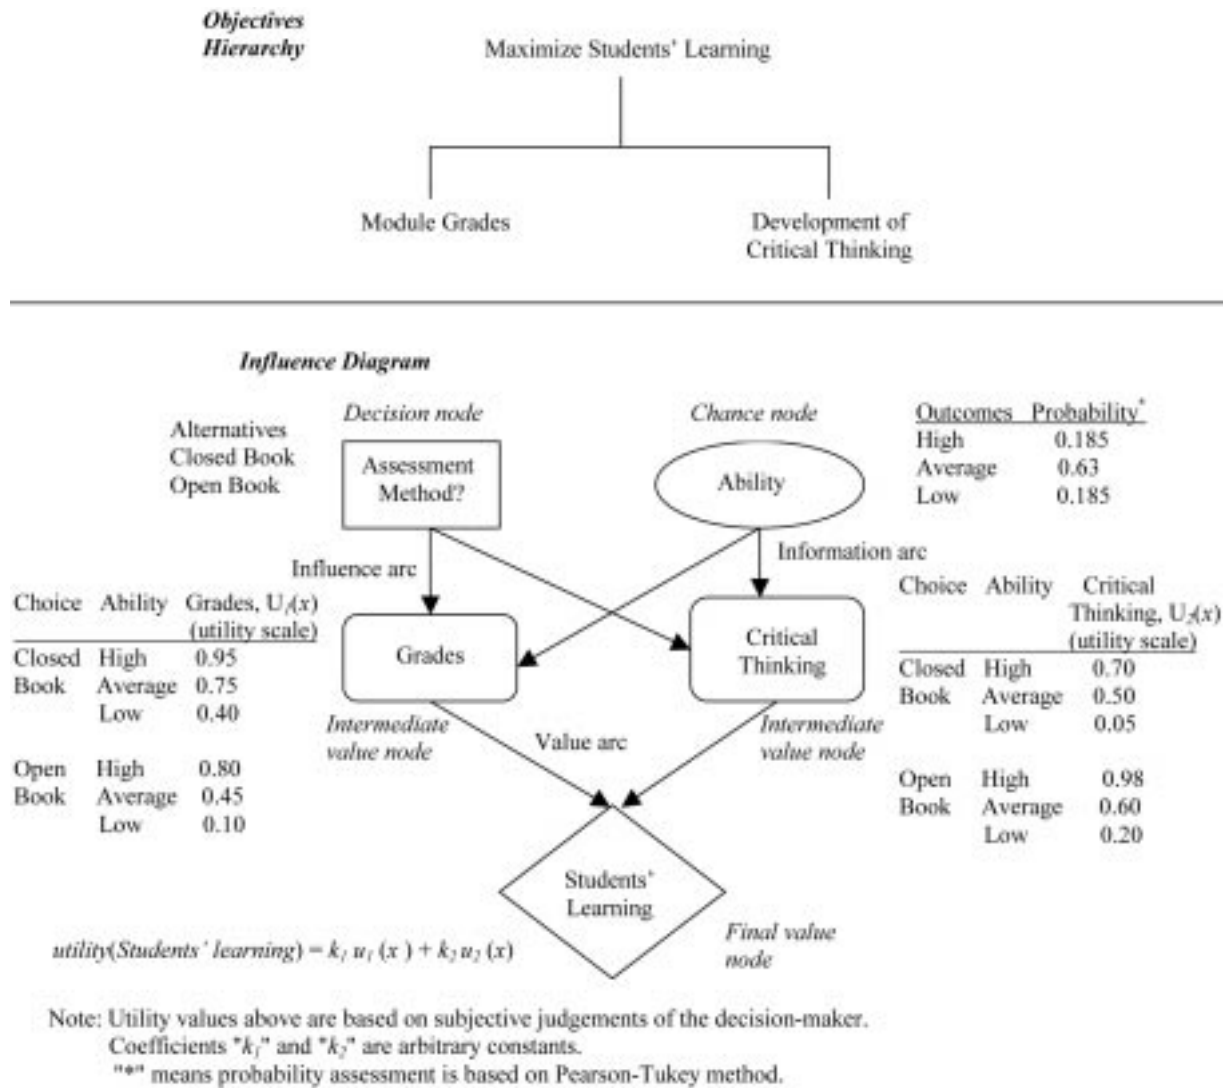 Objectives
Hierarchy
Maximize Students' Learning
Module Grades
Development of
Critical Thinking
Influence Diagram
Decision node
Chance node
Alternatives
Closed Book
Open Book
Assessment
Method?
Ability
Outcomes Probability*
High 0.185
Average 0.63
Low 0.185
Influence arc
Information arc
Choice Ability Grades, U1(x)
(utility scale)
Closed High 0.95
Book Average 0.75
Low 0.40
Open High 0.80
Book Average 0.45
Low 0.10
Grades
Critical
Thinking
Choice Ability Critical
Thinking, U2(x)
(utility scale)
Closed High 0.70
Book Average 0.50
Low 0.05
Open High 0.98
Book Average 0.60
Low 0.20
Intermediate
value node
Value arc
Intermediate
value node
Students'
Learning
Final value
node
utility(Students' learning) = k1 u1 (x ) + k2 u2 (x)
Note: Utility values above are based on subjective judgements of the decision-maker.
Coefficients "k1" and "k2" are arbitrary constants.
"*" means probability assessment is based on Pearson-Tukey method.